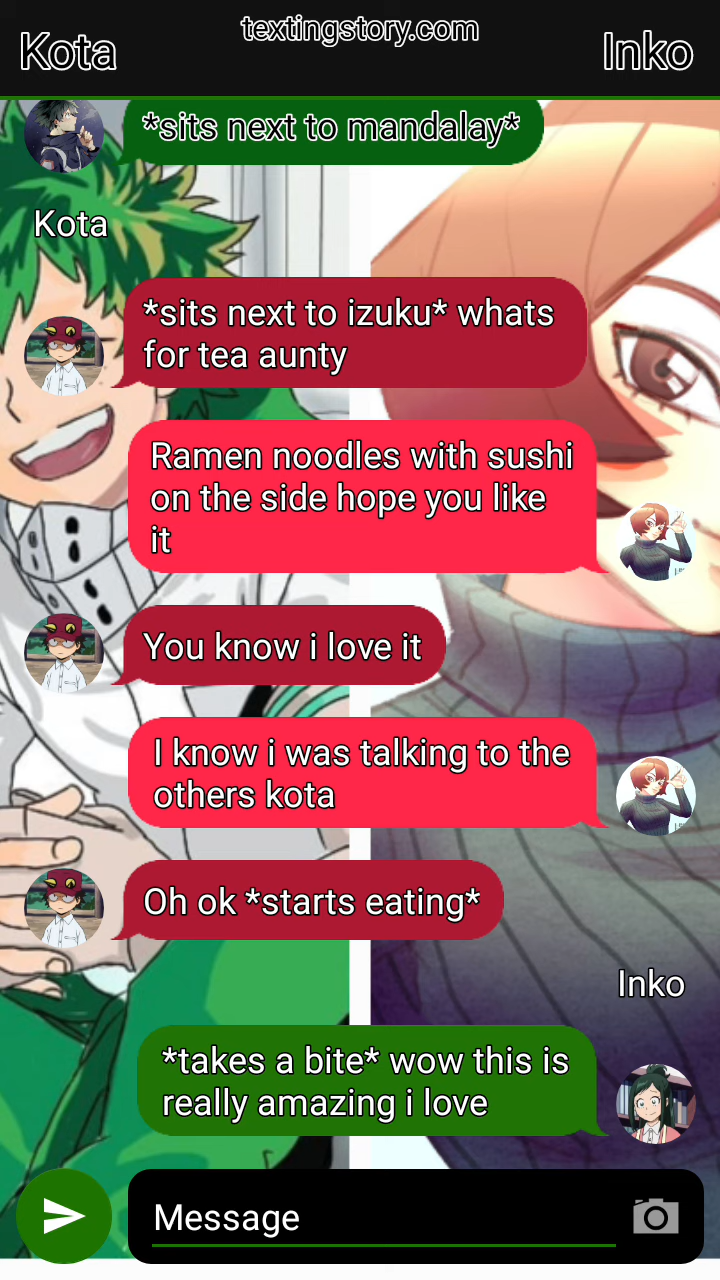 Kota
textingstory.com
Inko
*sits next to mandalay*
Kota
*sits next to izuku* whats
for tea aunty
Ramen noodles with sushi
on the side hope you like
it
You know i love it
I know i was talking to the
others kota
Oh ok *starts eating*
Inko
*takes a bite* wow this is
really amazing i love
Message